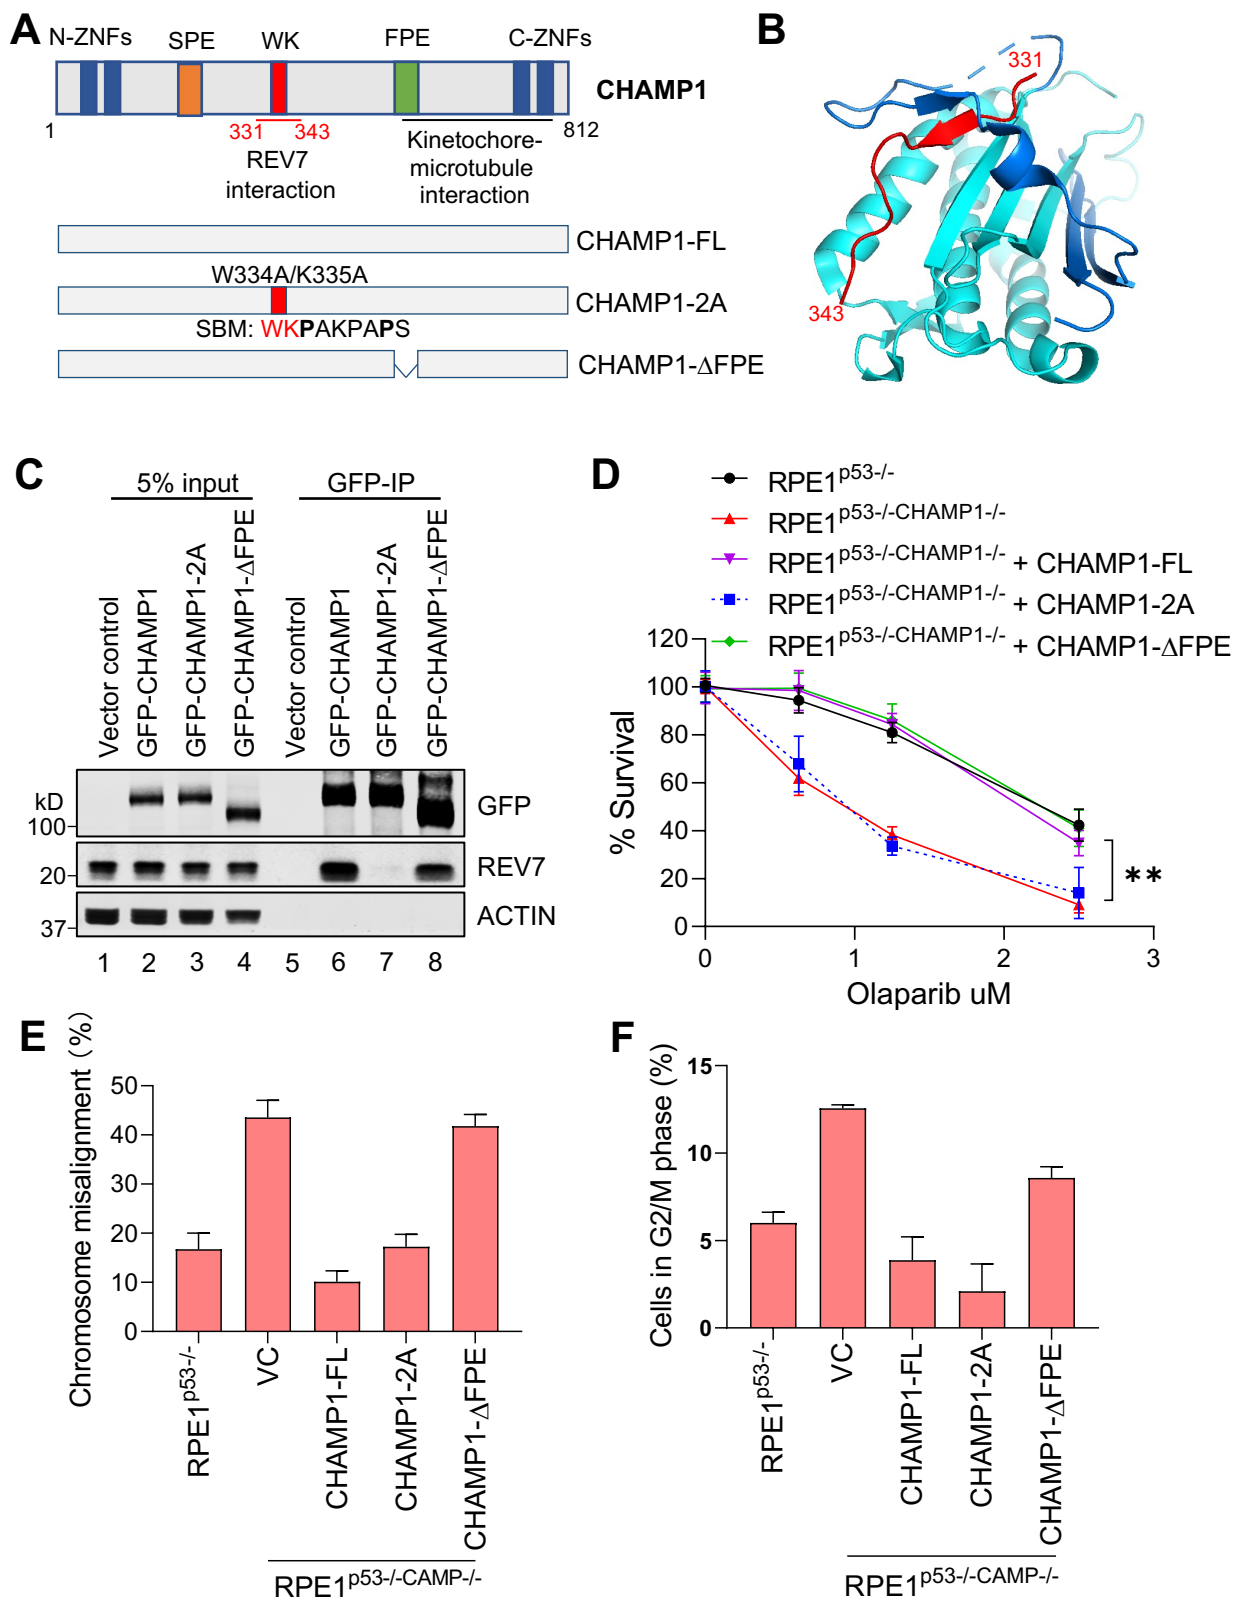 A
N-ZNFs SPE WK FPE C-ZNFs
CHAMP1
1 331 343 812
REV7
interaction
Kinetochore-
microtubule
interaction
CHAMP1-FL
W334A/K335A
CHAMP1-2A
SBM: WKPAKPAPS
CHAMP1-ΔFPE
B
331
343
C
5% input GFP-IP
Vector control
GFP-CHAMP1
GFP-CHAMP1-2A
GFP-CHAMP1-ΔFPE
Vector control
GFP-CHAMP1
GFP-CHAMP1-2A
GFP-CHAMP1-ΔFPE
kD
100
GFP
20
REV7
37
ACTIN
1 2 3 4 5 6 7 8
D
RPE1p53-/-
RPE1p53-/-CHAMP1-/-
RPE1p53-/-CHAMP1-/- + CHAMP1-FL
RPE1p53-/-CHAMP1-/- + CHAMP1-2A
RPE1p53-/-CHAMP1-/- + CHAMP1-ΔFPE
% Survival
120
100
80
60
40
20
0
**
0 1 2 3
Olaparib uM
E
Chromosome misalignment (%)
50
40
30
20
10
0
RPE1p53-/-
VC
CHAMP1-FL
CHAMP1-2A
CHAMP1-ΔFPE
RPE1p53-/-CAMP-/-
F
Cells in G2/M phase (%)
15
10
5
0
RPE1p53-/-
VC
CHAMP1-FL
CHAMP1-2A
CHAMP1-ΔFPE
RPE1p53-/-CAMP-/-